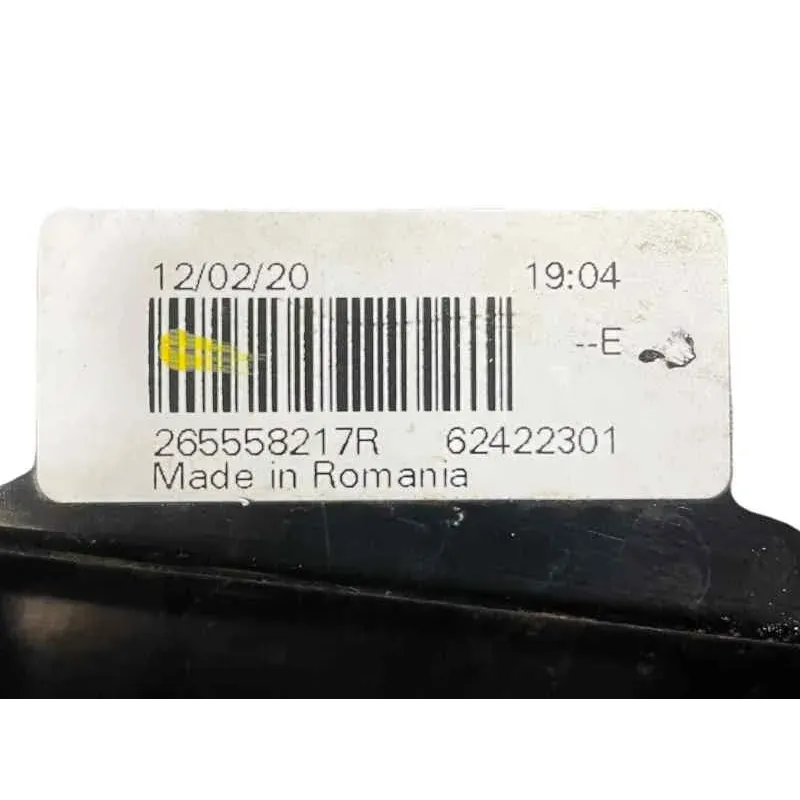 12/02/20 19:04
--E
265558217R 62422301
Made in Romania